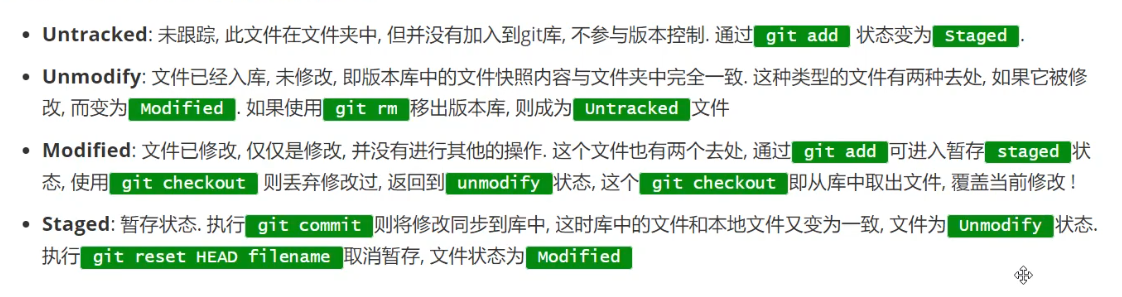 Untracked: 未跟踪, 此文件在文件夹中, 但并没有加入到git库, 不参与版本控制. 通过 git add 状态变为 Staged .
Unmodify: 文件已经入库, 未修改, 即版本库中的文件快照内容与文件夹中完全一致. 这种类型的文件有两种去处, 如果它被修
改, 而变为 Modified . 如果使用 git rm 移出版本库, 则成为 Untracked 文件
Modified: 文件已修改, 仅仅是修改, 并没有进行其他的操作. 这个文件也有两个去处, 通过 git add 可进入暂存 staged 状
态, 使用 git checkout 则丢弃修改过, 返回到 unmodify 状态, 这个 git checkout 即从库中取出文件, 覆盖当前修改 !
Staged: 暂存状态. 执行 git commit 则将修改同步到库中, 这时库中的文件和本地文件又变为一致, 文件为 Unmodify 状态.
执行 git reset HEAD filename 取消暂存, 文件状态为 Modified